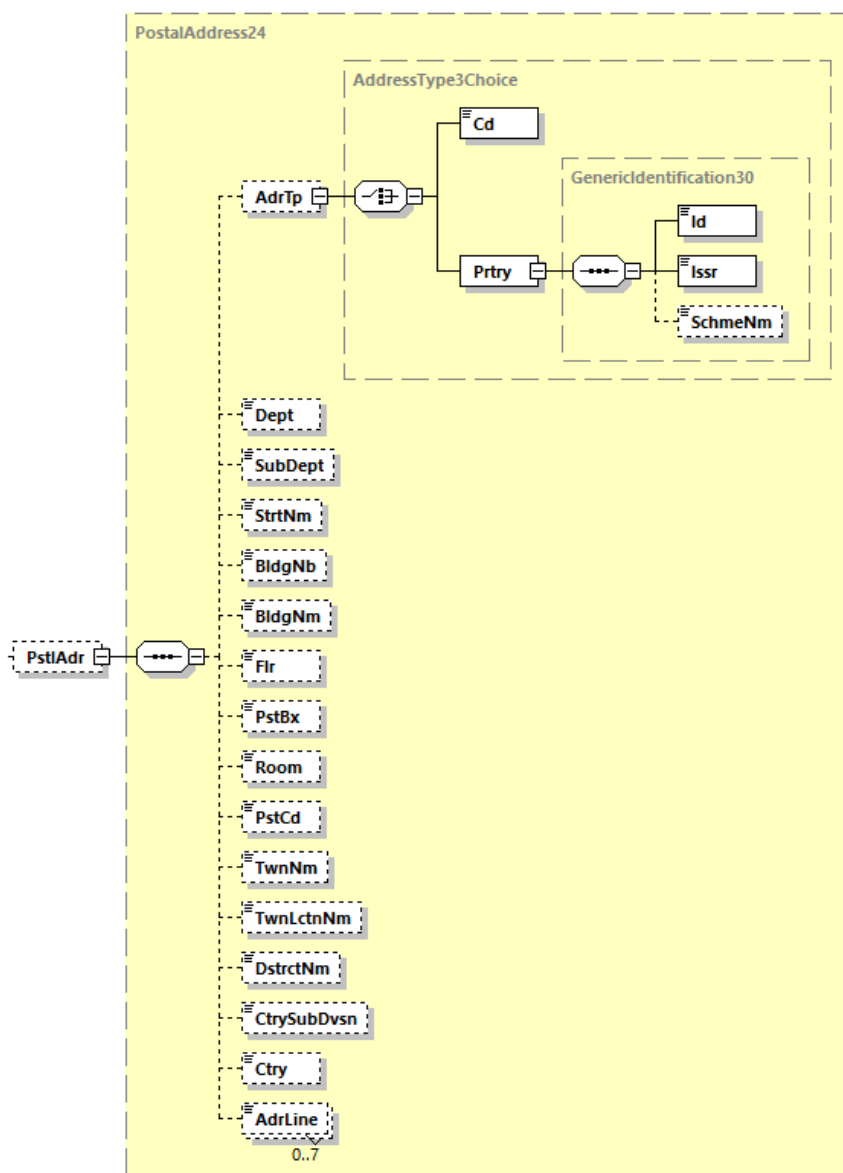 PostalAddress24
AddressType3Choice
Cd
GenericIdentification30
AdrTp
Id
Prtry
Issr
SchmeNm
Dept
SubDept
StrtNm
BldgNb
BldgNm
PstlAdr
Flr
PstBx
Room
PstCd
TwnNm
TwnLctnNm
DstrctNm
CtrySubDvsn
Ctry
AdrLine
0..7